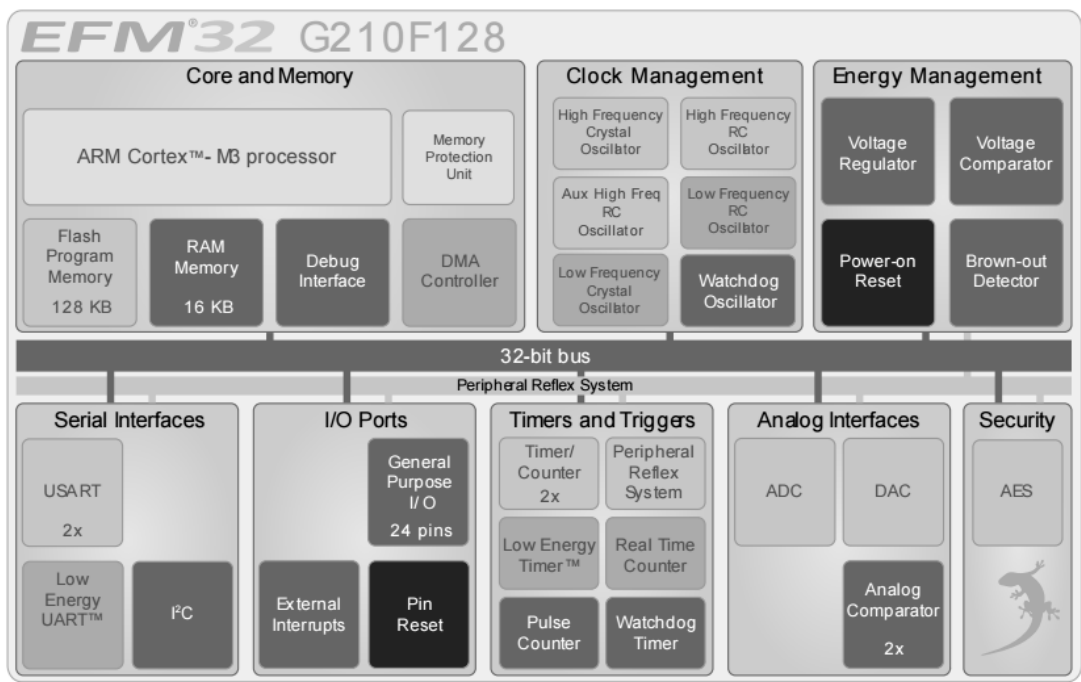 EFM®32 G210F128
Core and Memory
ARM Cortex™- M3 processor
Memory
Protection
Unit
Flash
Program
Memory
128 KB
RAM
Memory
16 KB
Debug
Interface
DMA
Controller
Clock Management
High Frequency
Crystal
Oscillator
High Frequency
RC
Oscillator
Aux High Freq
RC
Oscillator
Low Frequency
RC
Oscillator
Low Frequency
Crystal
Oscillator
Watchdog
Oscillator
Energy Management
Voltage
Regulator
Voltage
Comparator
Power-on
Reset
Brown-out
Detector
32-bit bus
Peripheral Reflex System
Serial Interfaces
USART
2x
Low
Energy
UART™
I²C
I/O Ports
General
Purpose
I/O
24 pins
External
Interrupts
Pin
Reset
Timers and Triggers
Timer/
Counter
2x
Peripheral
Reflex
System
Low Energy
Timer™
Real Time
Counter
Pulse
Counter
Watchdog
Timer
Analog Interfaces
ADC
DAC
Analog
Comparator
2x
Security
AES